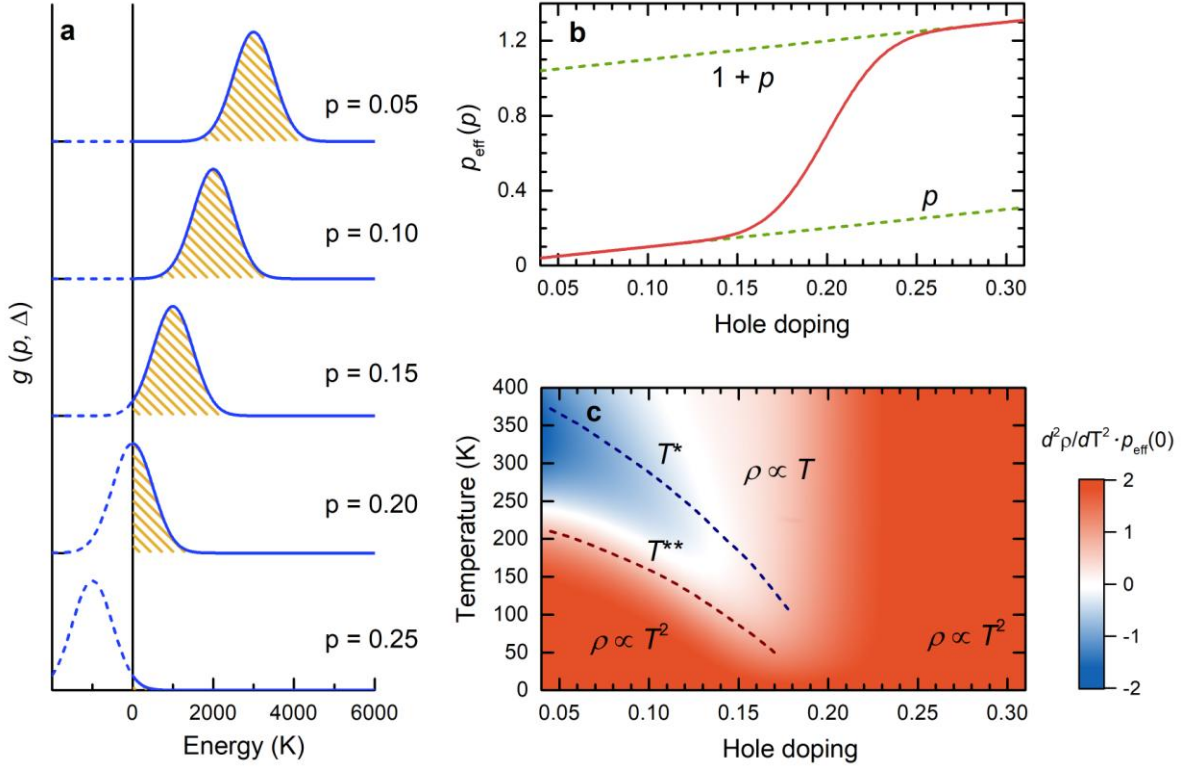 a
p = 0.05
p = 0.10
p = 0.15
p = 0.20
p = 0.25
g (p, Δ)
0 2000 4000 6000
Energy (K)
b
1.2
0.8
0.4
0
p_eff (p)
1 + p
p
0.05 0.10 0.15 0.20 0.25 0.30
Hole doping
c
400
350
300
250
200
150
100
50
0
Temperature (K)
T*
ρ ∝ T
T**
ρ ∝ T²
ρ ∝ T²
0.05 0.10 0.15 0.20 0.25 0.30
Hole doping
d²ρ/dT² · p_eff(0)
2
1
0
-1
-2